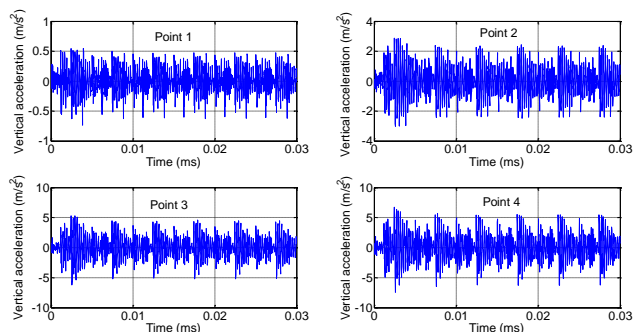 Vertical acceleration (m/s²)
1
0.5
0
-0.5
-1
Point 1
0 0.01 0.02 0.03
Time (ms)
Vertical acceleration (m/s²)
4
2
0
-2
-4
Point 2
0 0.01 0.02 0.03
Time (ms)
Vertical acceleration (m/s²)
10
5
0
-5
-10
Point 3
0 0.01 0.02 0.03
Time (ms)
Vertical acceleration (m/s²)
10
5
0
-5
-10
Point 4
0 0.01 0.02 0.03
Time (ms)